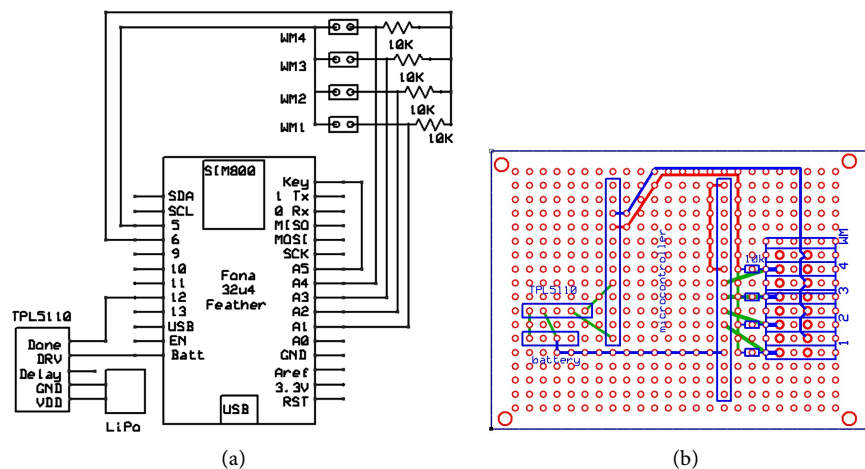 WM4
10K
WM3
10K
WM2
10K
WM1
10K
SIM800
Key
SDA
1 Tx
SCL
0 Rx
5
MISO
6
MOSI
9
SCK
10
Fona
A5
11
32u4
A4
12
Feather
A3
13
A2
USB
A1
EN
A0
Batt
GND
Aref
3.3V
RST
USB
TPL5110
Done
DRV
Delay
GND
VDD
LiPo
(a)
TPL5110
battery
microcontroller
10K
WM
4
3
2
1
(b)